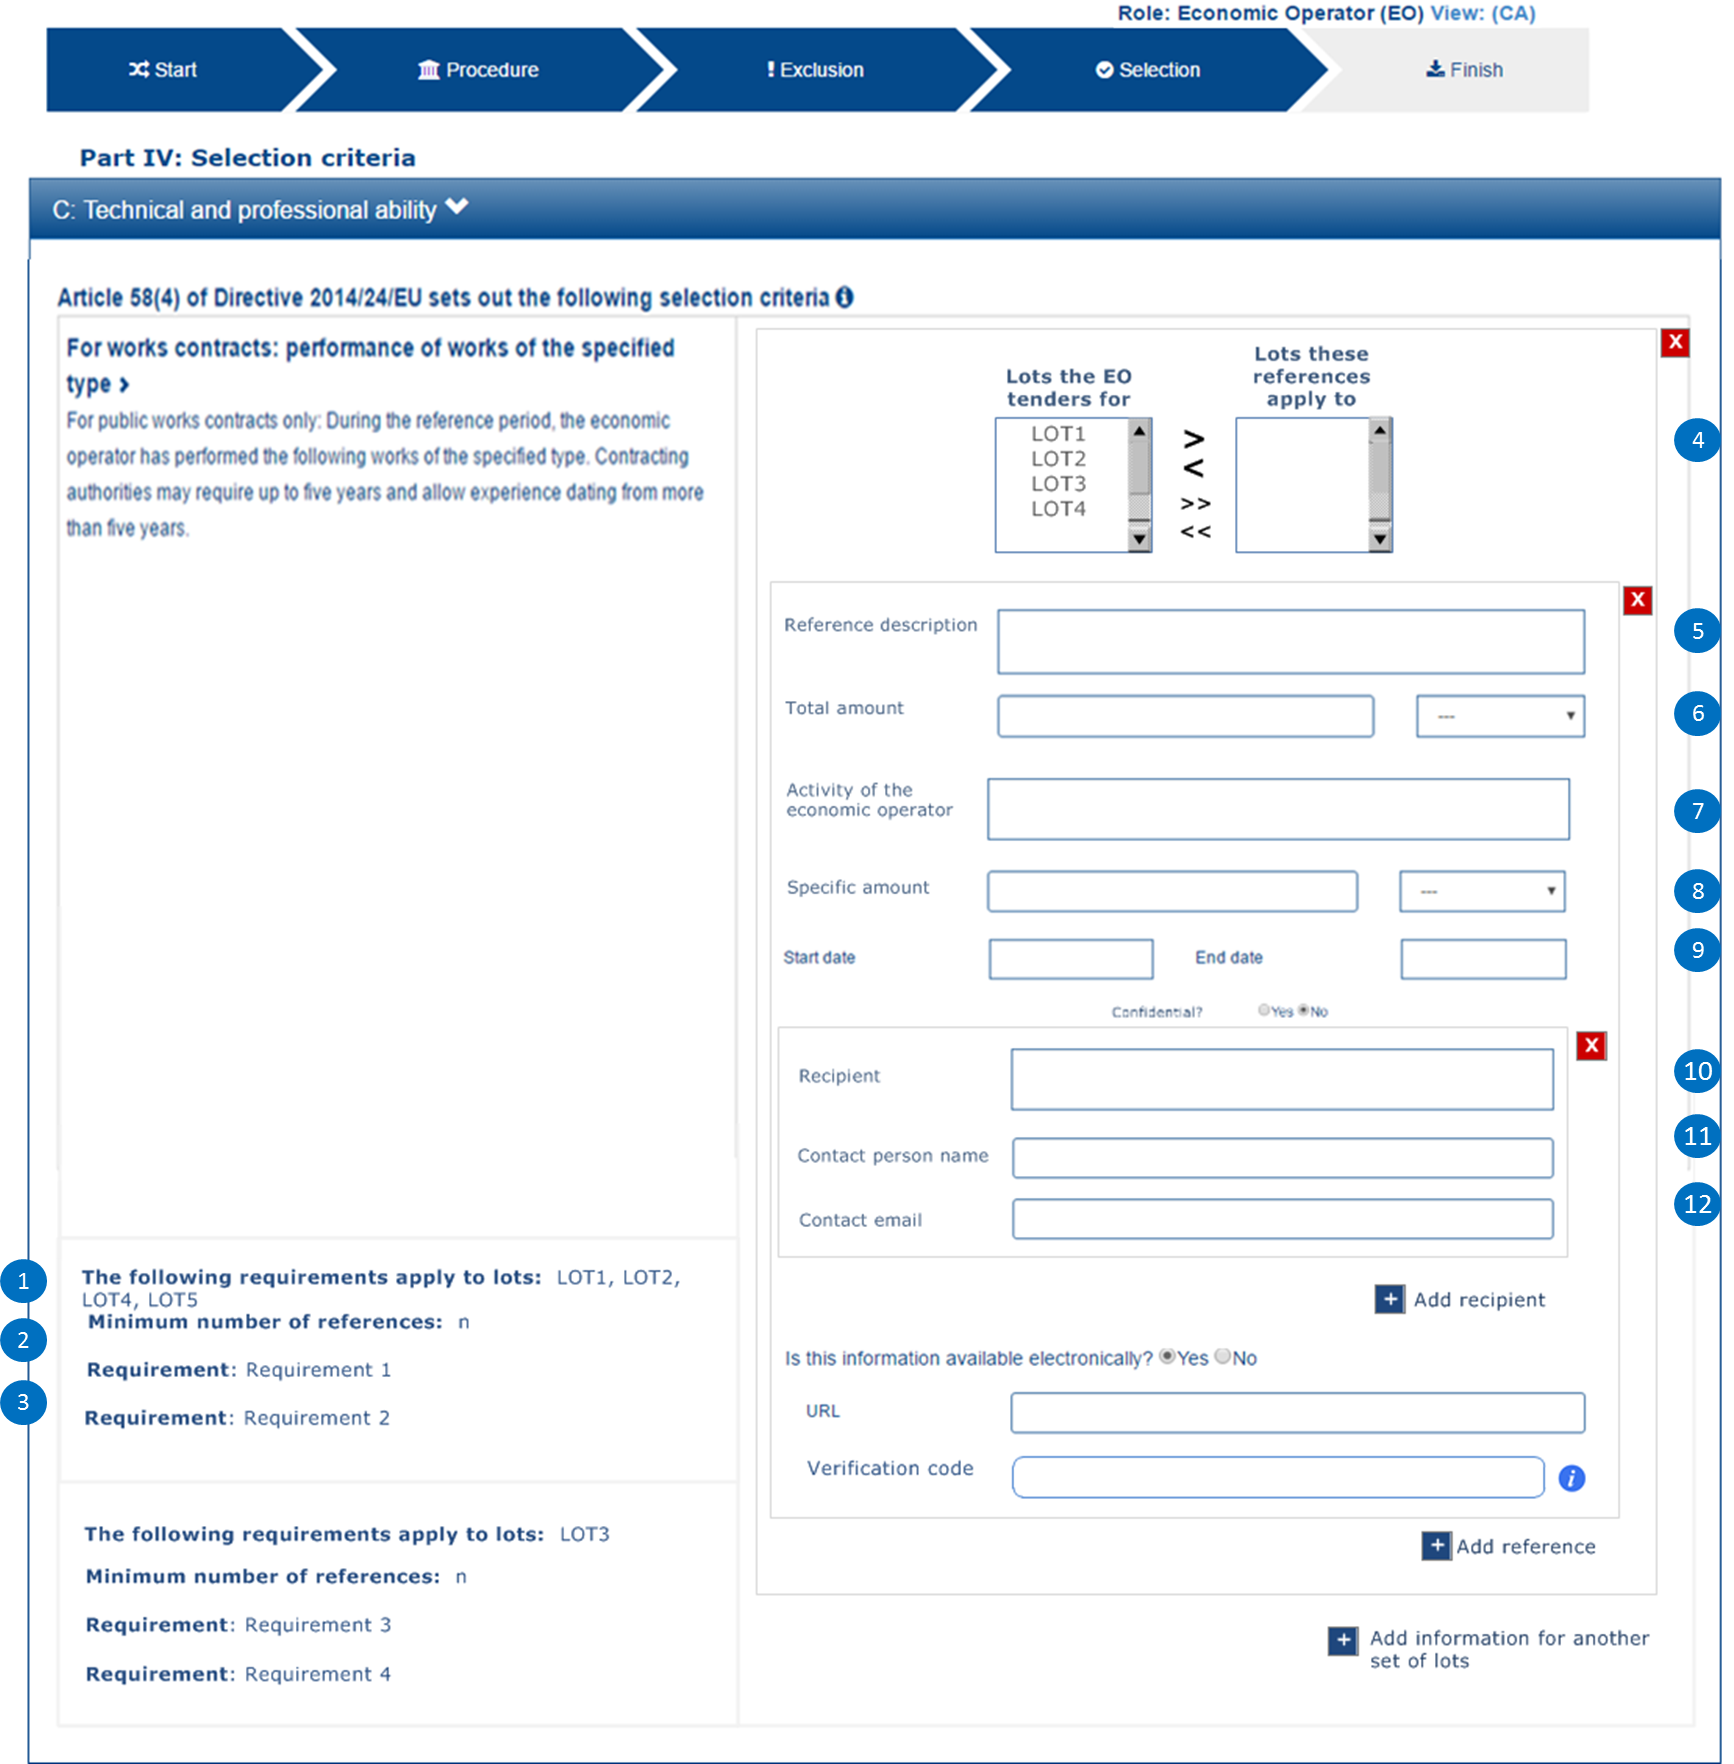 Role: Economic Operator (EO) View: (CA)
Start
Procedure
! Exclusion
Selection
Finish
Part IV: Selection criteria
C: Technical and professional ability
Article 58(4) of Directive 2014/24/EU sets out the following selection criteria
For works contracts: performance of works of the specified
type >
For public works contracts only: During the reference period, the economic
operator has performed the following works of the specified type. Contracting
authorities may require up to five years and allow experience dating from more
than five years.
1
The following requirements apply to lots: LOT1, LOT2,
LOT4, LOT5
2
Minimum number of references: n
Requirement: Requirement 1
3
Requirement: Requirement 2
The following requirements apply to lots: LOT3
Minimum number of references: n
Requirement: Requirement 3
Requirement: Requirement 4
X
Lots the EO
tenders for
Lots these
references
apply to
LOT1
LOT2
LOT3
LOT4
>
<
>>
<<
4
X
Reference description
5
Total amount
---
6
Activity of the
economic operator
7
Specific amount
---
8
Start date
End date
9
Confidential? Yes No
X
Recipient
10
Contact person name
11
Contact email
12
+ Add recipient
Is this information available electronically? Yes No
URL
Verification code
i
+ Add reference
+ Add information for another
set of lots